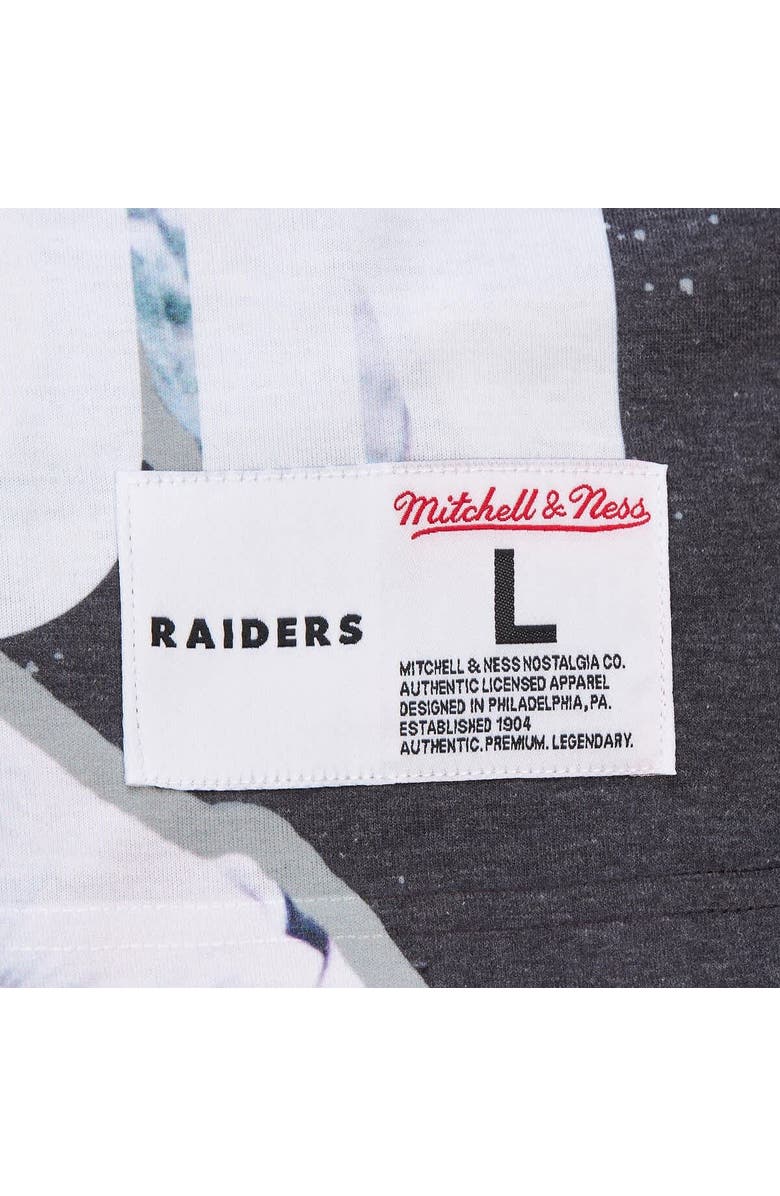 RAIDERS
Mitchell & Ness
L
MITCHELL & NESS NOSTALGIA CO.
AUTHENTIC LICENSED APPAREL
DESIGNED IN PHILADELPHIA, PA.
ESTABLISHED 1904
AUTHENTIC. PREMIUM. LEGENDARY.